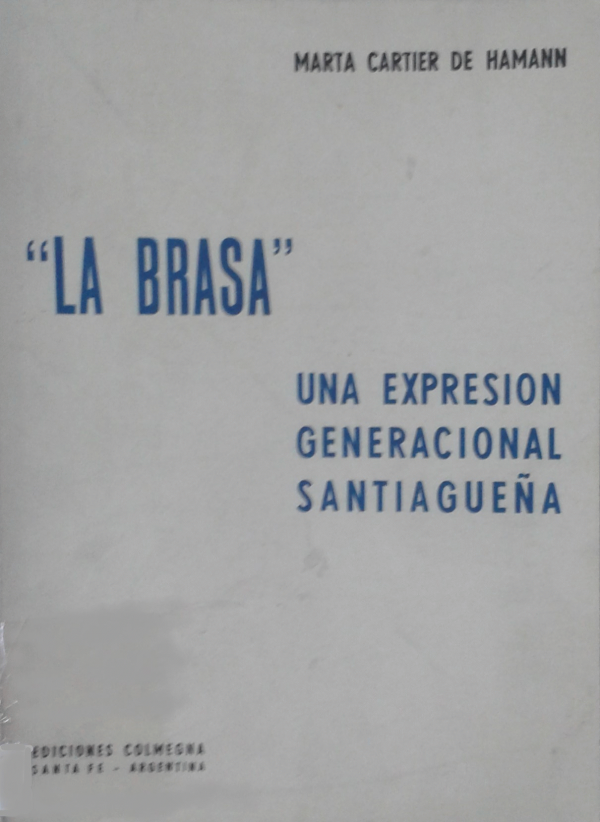 MARTA CARTIER DE HAMANN
“LA BRASA”
UNA EXPRESION
GENERACIONAL
SANTIAGUEÑA
EDICIONES COLMEGNA
SANTA FE - ARGENTINA